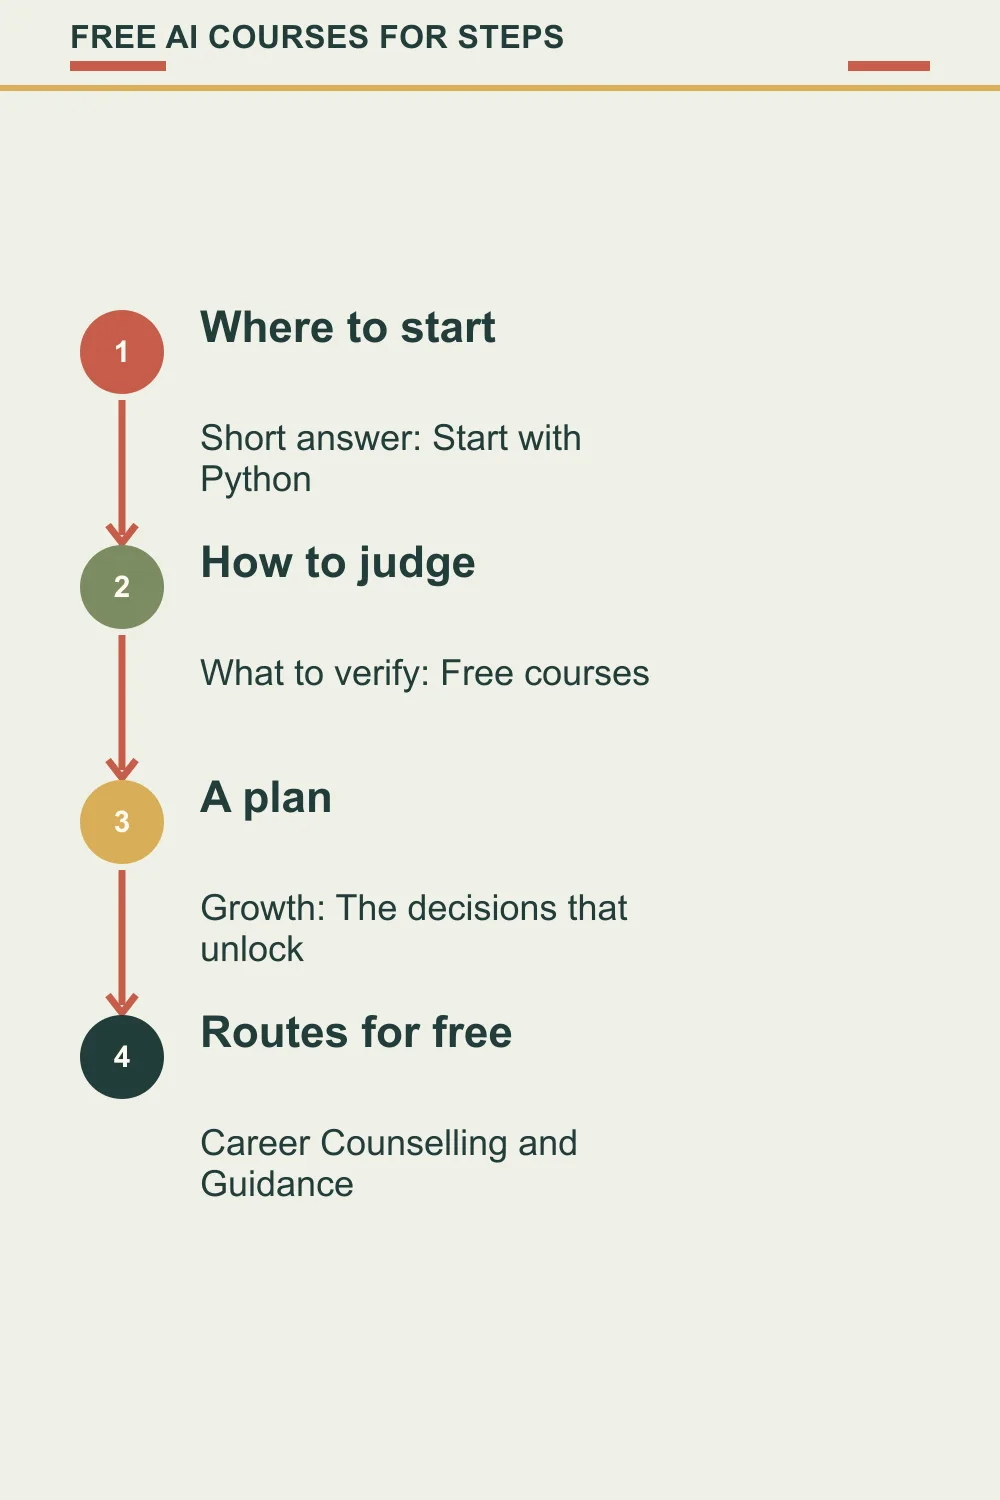 FREE AI COURSES FOR STEPS
1
Where to start
Short answer: Start with
Python
2
How to judge
What to verify: Free courses
3
A plan
Growth: The decisions that
unlock
4
Routes for free
Career Counselling and
Guidance